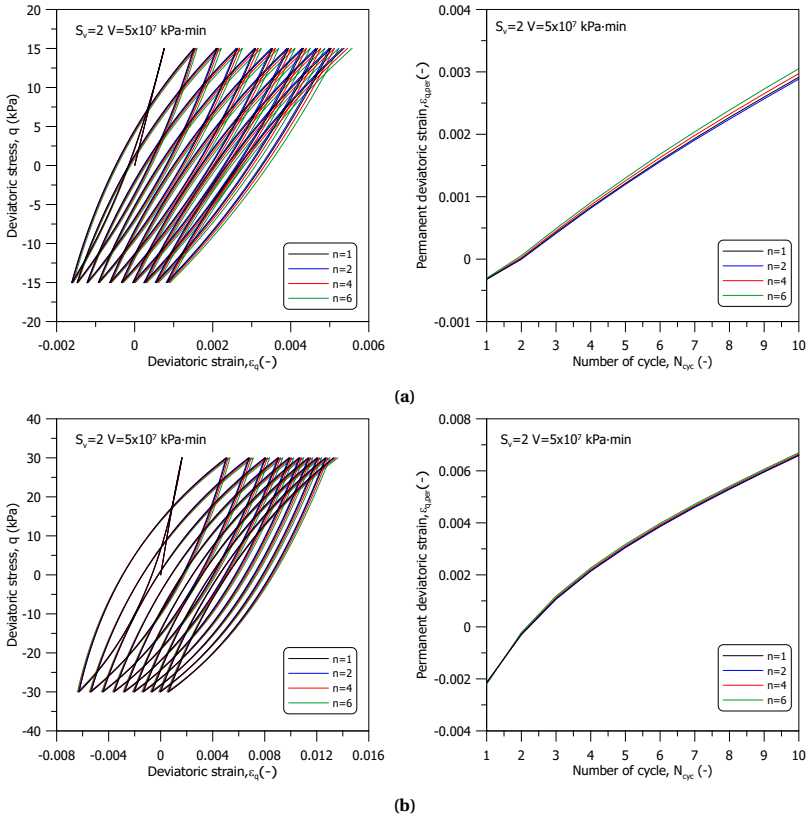 20
15
10
5
0
-5
-10
-15
-20
Deviatoric stress, q (kPa)
Sv=2 V=5x10⁷ kPa·min
n=1
n=2
n=4
n=6
-0.002
0
0.002
0.004
0.006
Deviatoric strain,εq(-)
0.004
0.003
0.002
0.001
0
-0.001
Permanent deviatoric strain,εq,per(-)
Sv=2 V=5x10⁷ kPa·min
n=1
n=2
n=4
n=6
1 2 3 4 5 6 7 8 9 10
Number of cycle, Ncyc (-)
(a)
40
30
20
10
0
-10
-20
-30
-40
Deviatoric stress, q (kPa)
Sv=2 V=5x10⁷ kPa·min
n=1
n=2
n=4
n=6
-0.008
-0.004
0
0.004
0.008
0.012
0.016
Deviatoric strain,εq(-)
0.008
0.006
0.004
0.002
0
-0.002
-0.004
Permanent deviatoric strain,εq,per(-)
Sv=2 V=5x10⁷ kPa·min
n=1
n=2
n=4
n=6
1 2 3 4 5 6 7 8 9 10
Number of cycle, Ncyc (-)
(b)